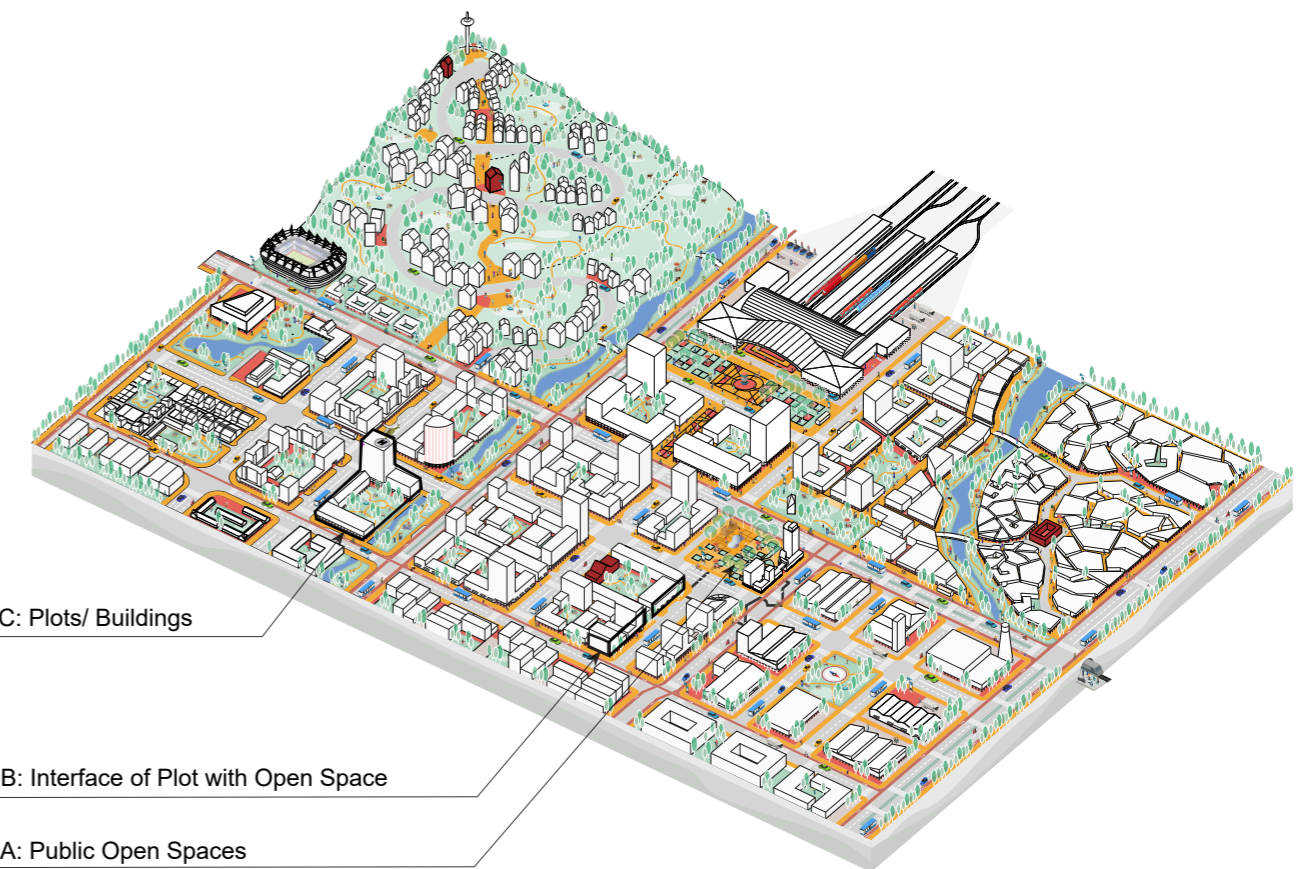 C: Plots/ Buildings
B: Interface of Plot with Open Space
A: Public Open Spaces